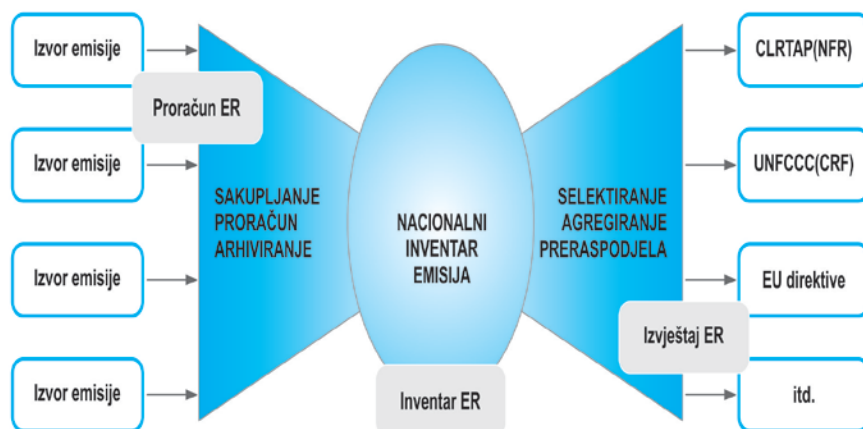 Izvor emisije
Izvor emisije
Izvor emisije
Izvor emisije
Proračun ER
SAKUPLJANJE
PRORAČUN
ARHIVIRANJE
NACIONALNI
INVENTAR
EMISIJA
Inventar ER
SELEKTIRANJE
AGREGIRANJE
PRERASPODJELA
Izvještaj ER
CLRTAP(NFR)
UNFCCC(CRF)
EU direktive
itd.